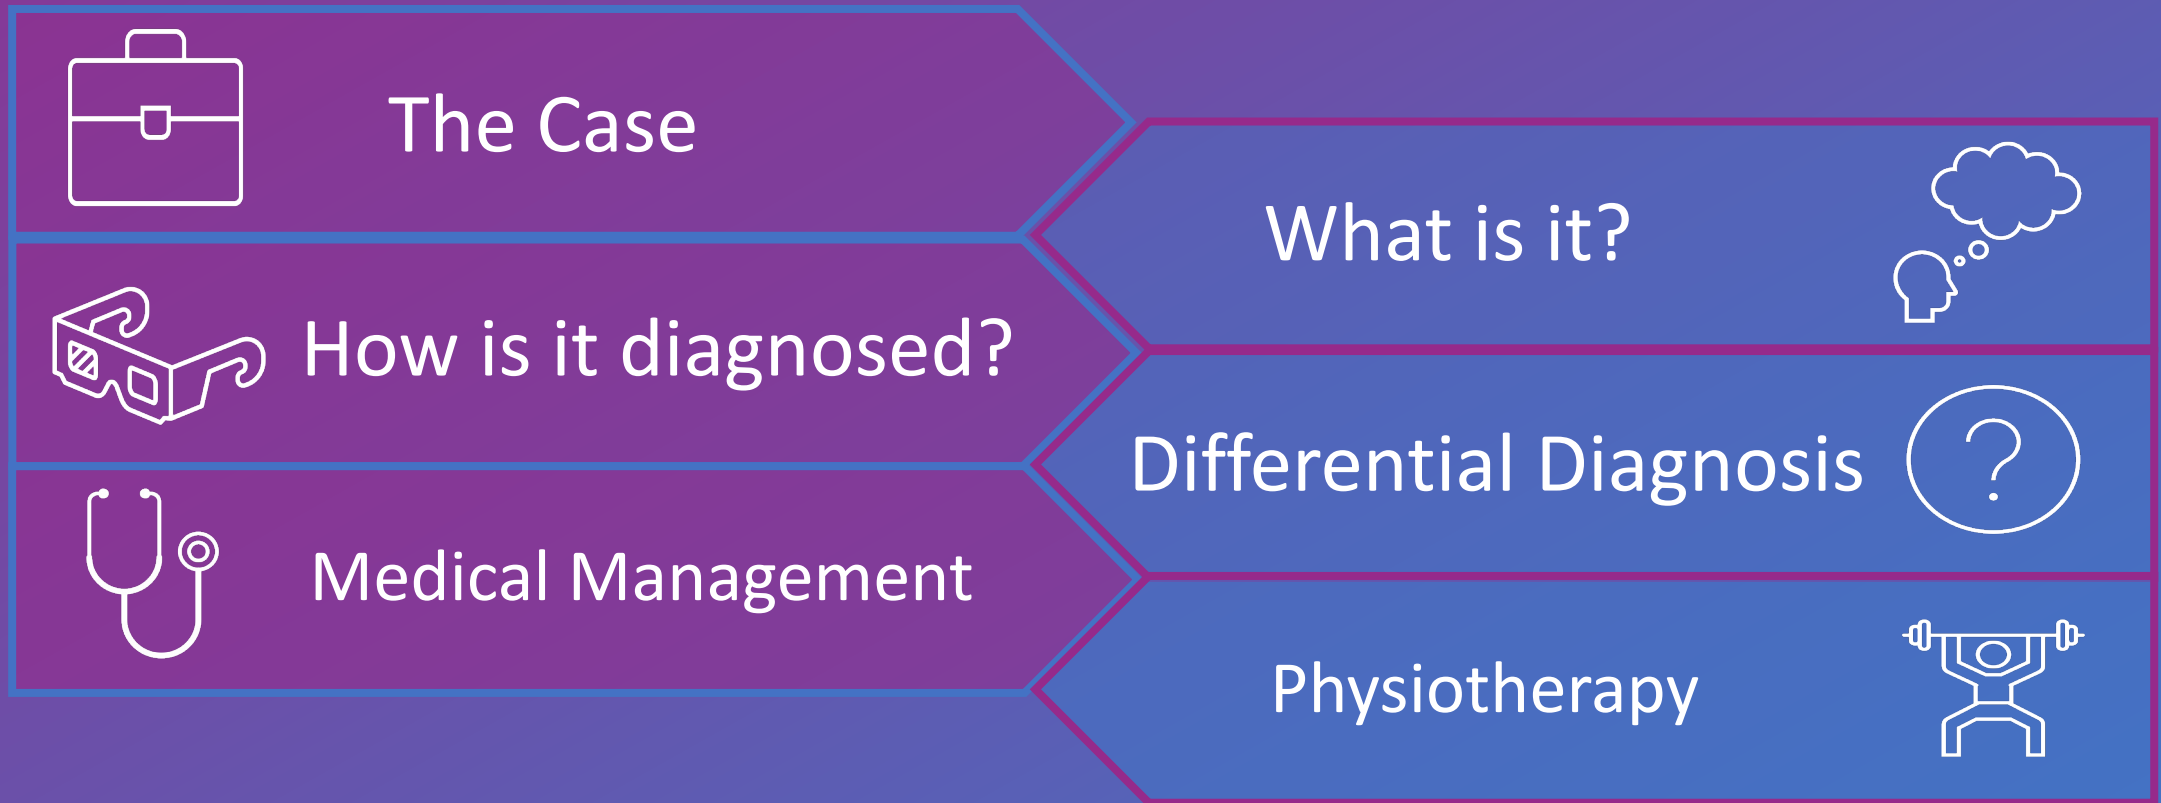 The Case
What is it?
How is it diagnosed?
Differential Diagnosis
?
Medical Management
Physiotherapy